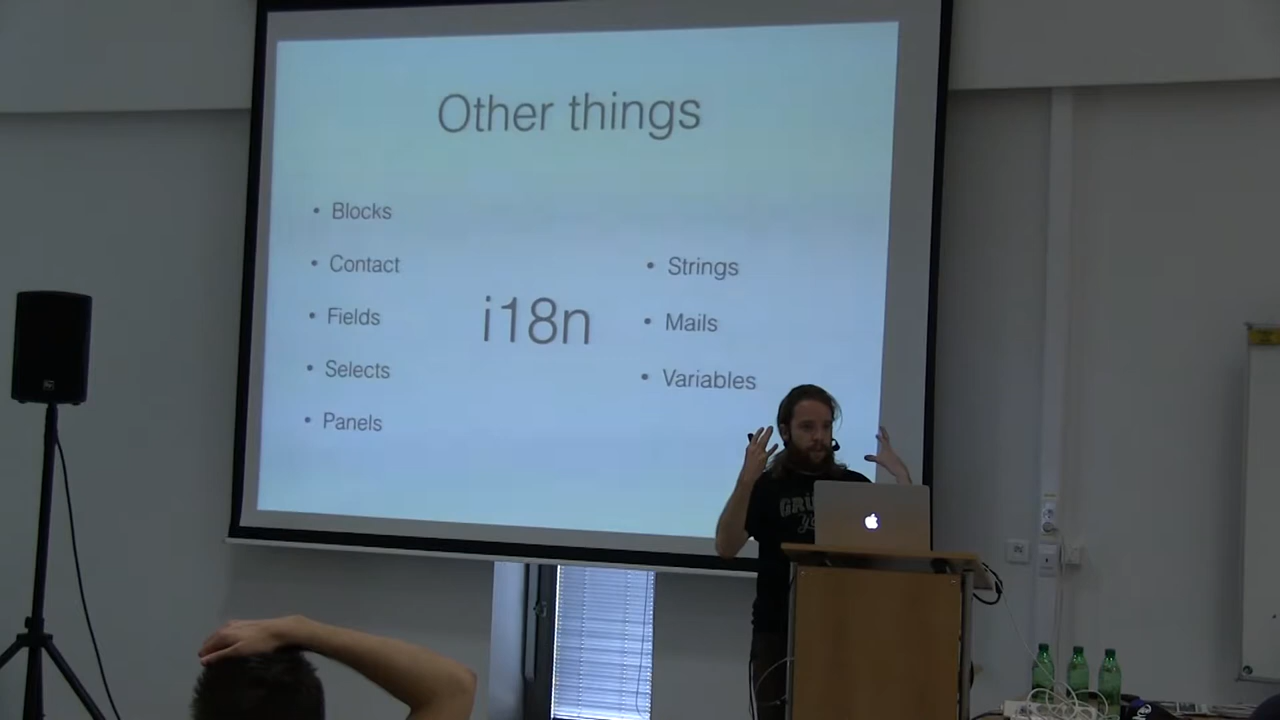 Other things
• Blocks
• Contact
• Fields
• Selects
• Panels
i18n
• Strings
• Mails
• Variables